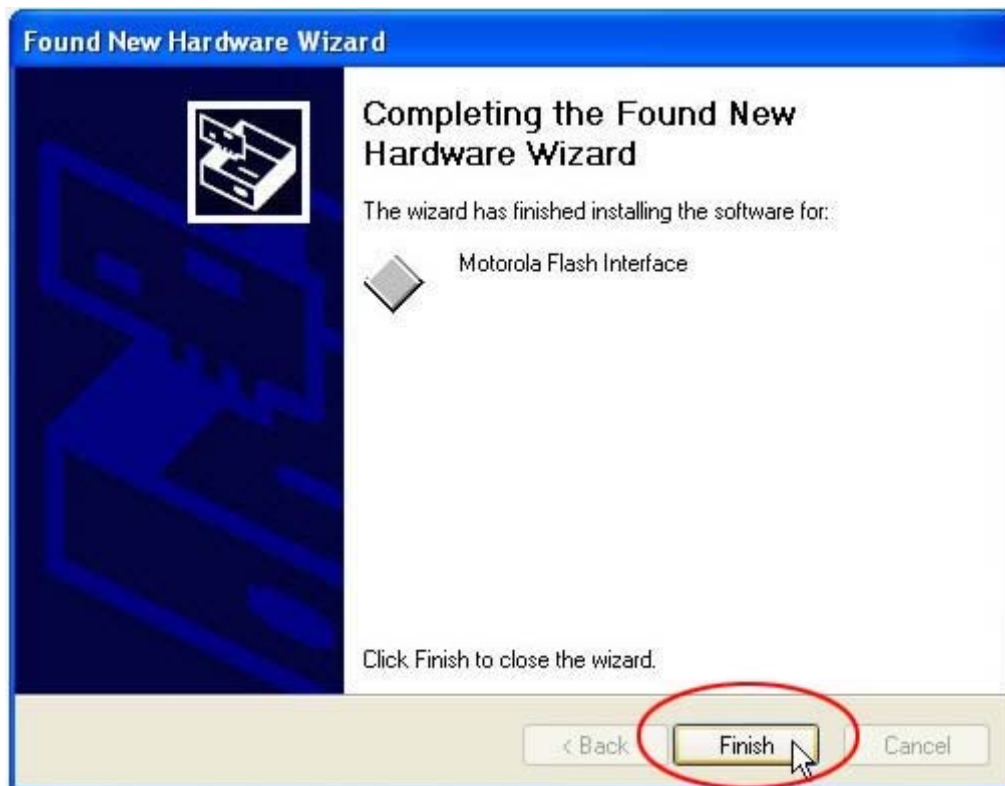 Found New Hardware Wizard
Completing the Found New
Hardware Wizard
The wizard has finished installing the software for:
Motorola Flash Interface
Click Finish to close the wizard.
< Back
Finish
Cancel